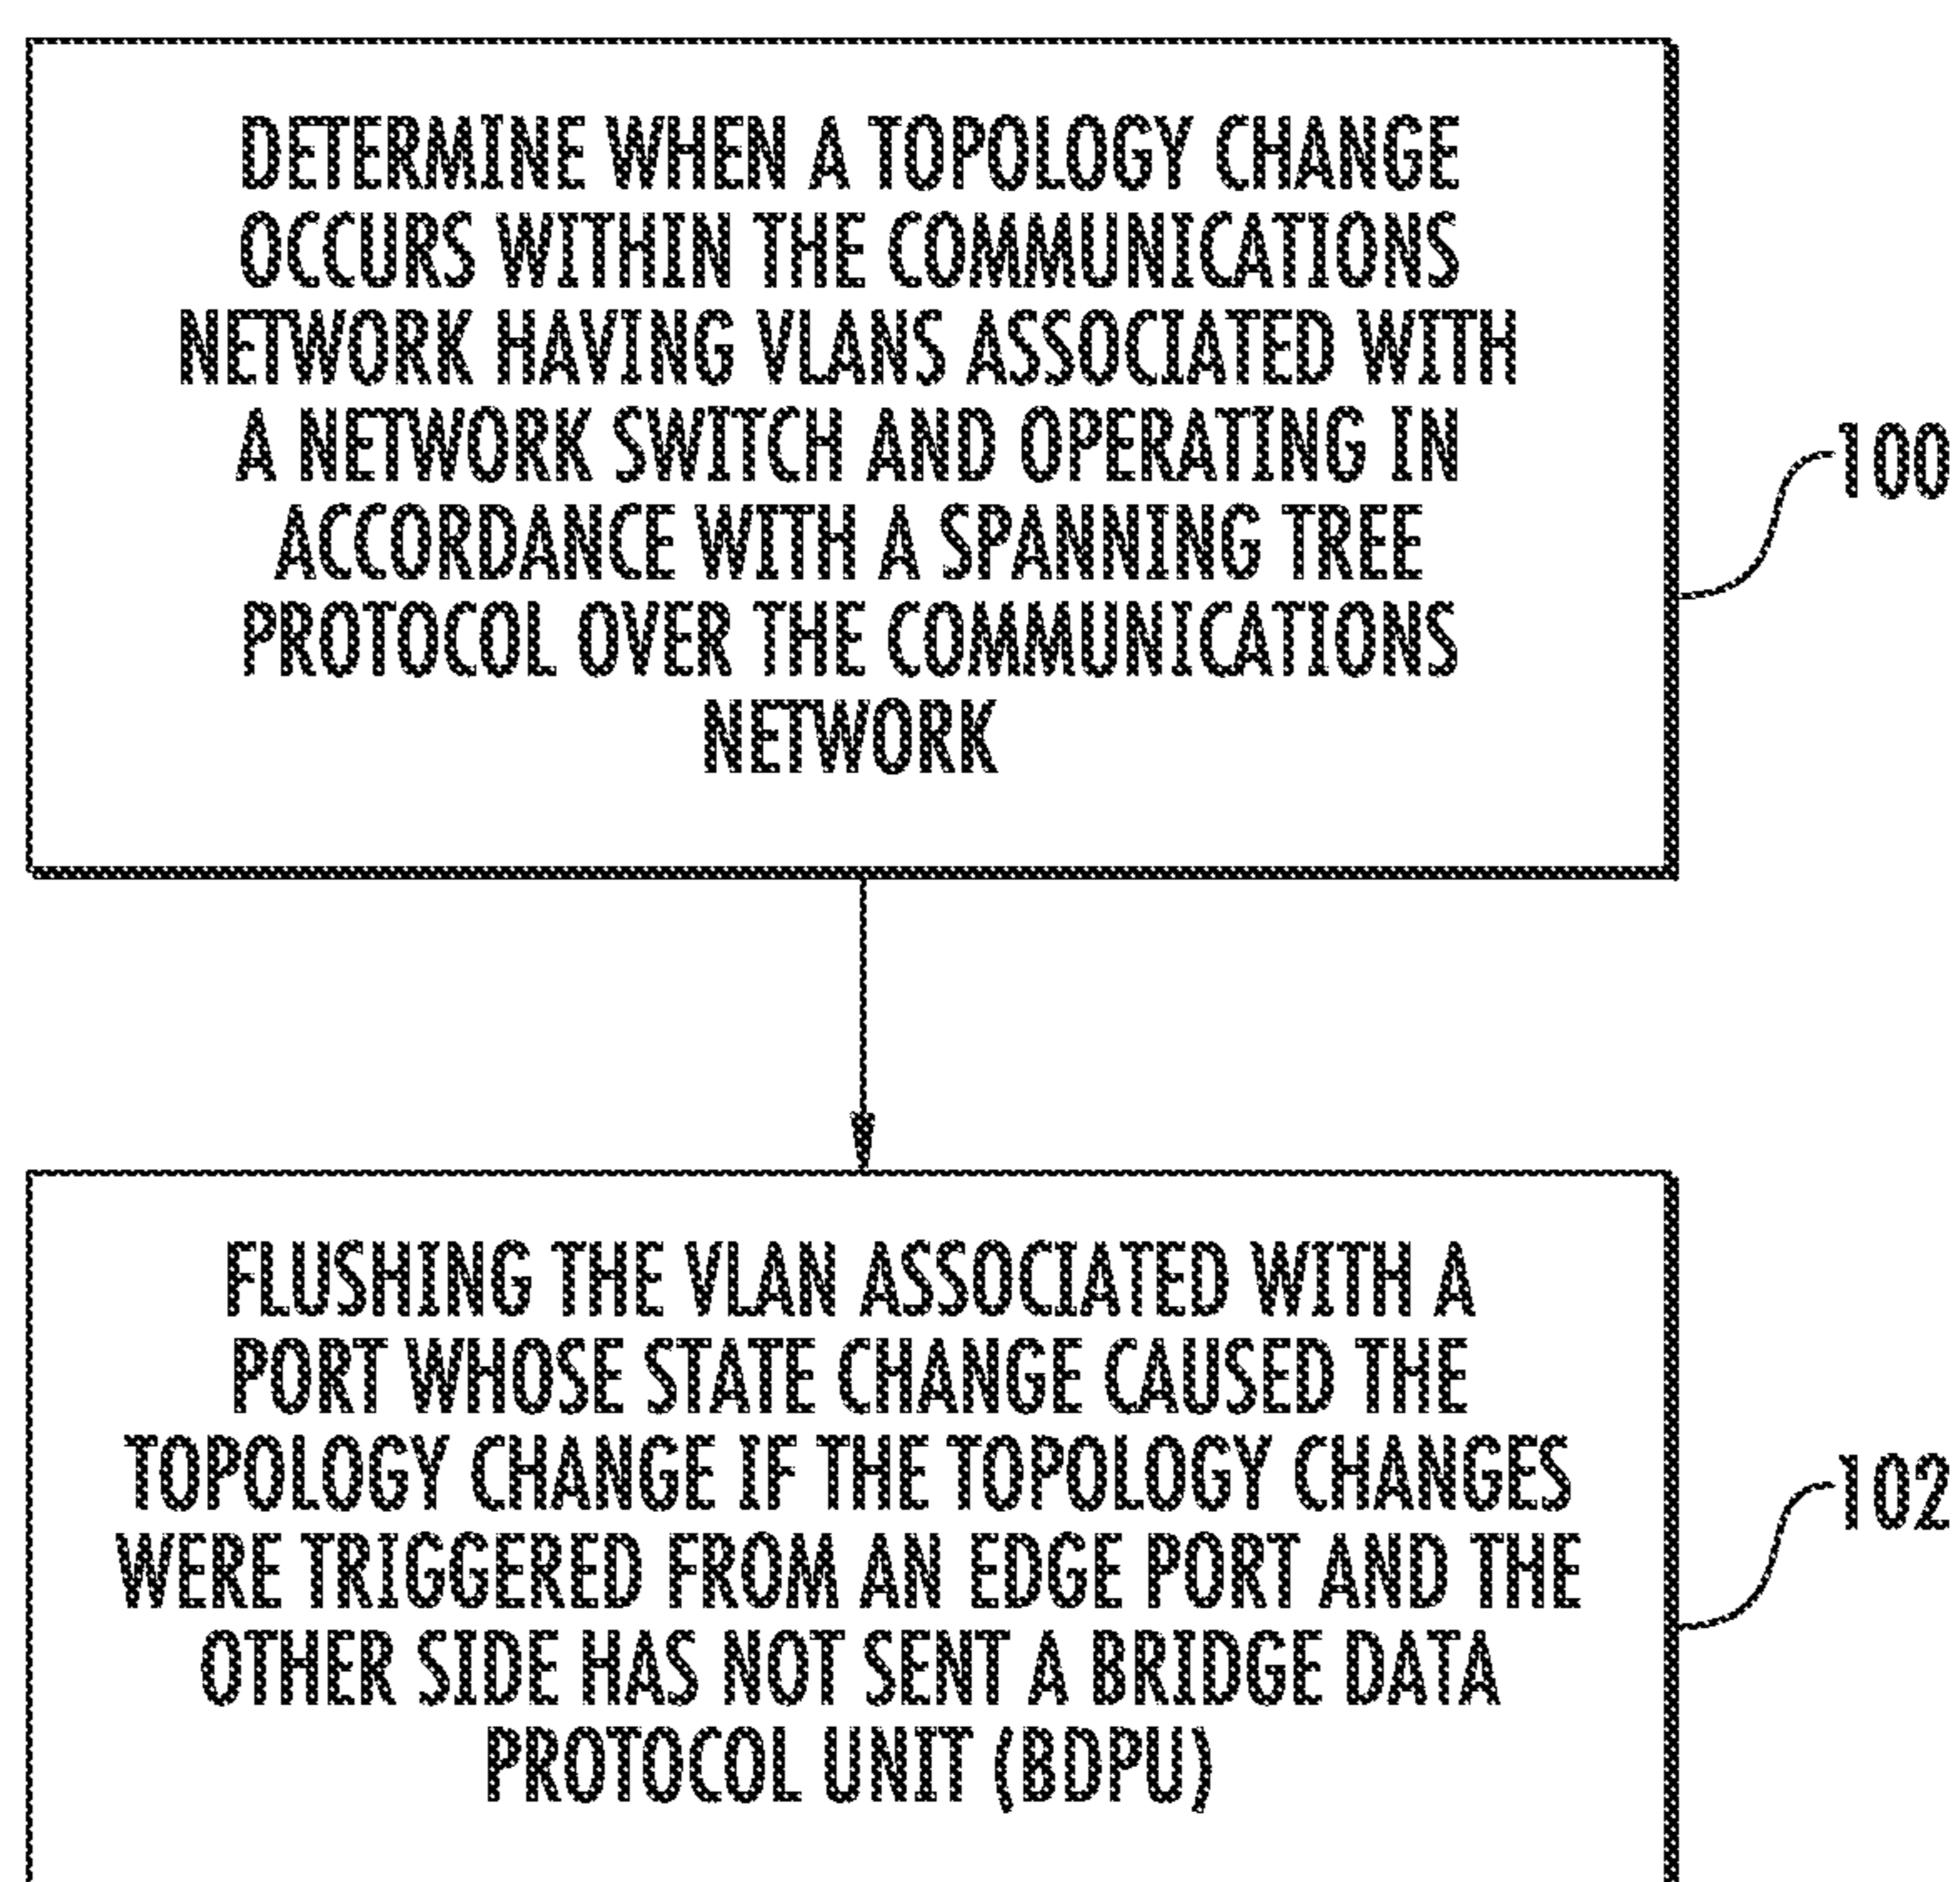 DETERMINE WHEN A TOPOLOGY CHANGE
OCCURS WITHIN THE COMMUNICATIONS
NETWORK HAVING VLANS ASSOCIATED WITH
A NETWORK SWITCH AND OPERATING IN
ACCORDANCE WITH A SPANNING TREE
PROTOCOL OVER THE COMMUNICATIONS
NETWORK
100
FLUSHING THE VLAN ASSOCIATED WITH A
PORT WHOSE STATE CHANGE CAUSED THE
TOPOLOGY CHANGE IF THE TOPOLOGY CHANGES
WERE TRIGGERED FROM AN EDGE PORT AND THE
OTHER SIDE HAS NOT SENT A BRIDGE DATA
PROTOCOL UNIT (BDPU)
102